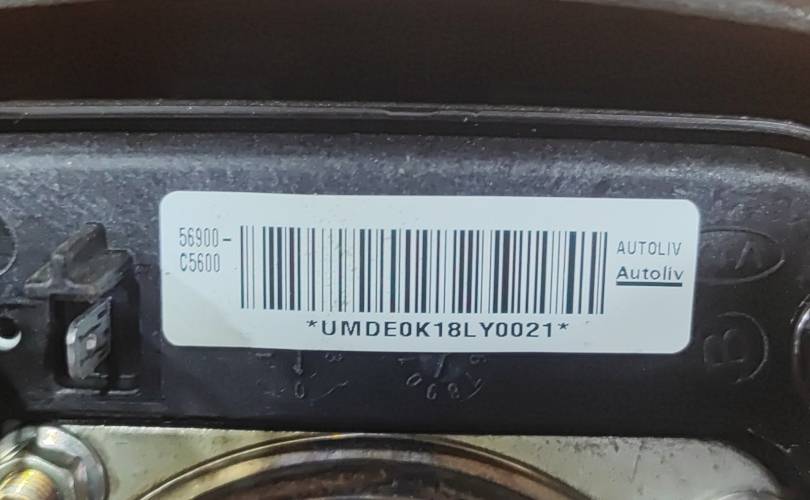 56900-
C5600
AUTOLIV
Autoliv
*UMDE0K18LY0021*
B